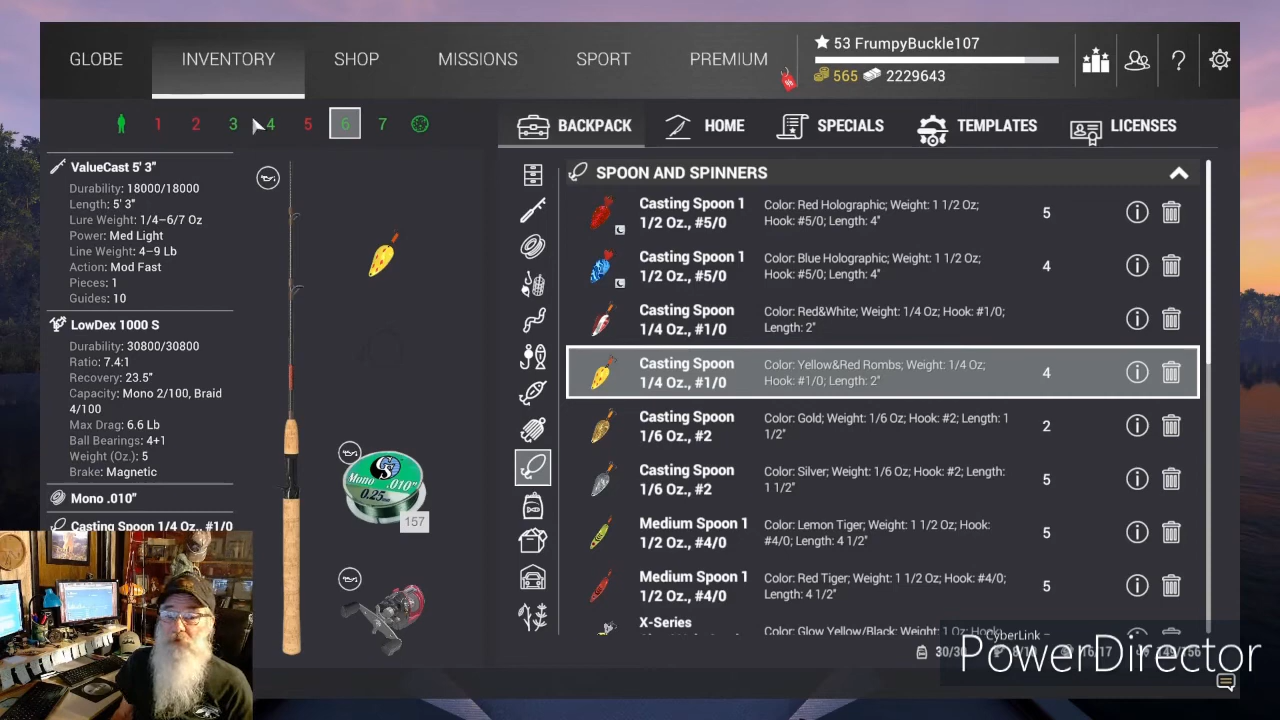 GLOBE INVENTORY SHOP MISSIONS SPORT PREMIUM
53 FrumpyBuckle107
565 2229643
1 2 3 4 5 6 7
BACKPACK HOME SPECIALS TEMPLATES LICENSES
ValueCast 5' 3"
Durability: 18000/18000
Length: 5' 3"
Lure Weight: 1/4–6/7 Oz
Power: Med Light
Line Weight: 4–9 Lb
Action: Mod Fast
Pieces: 1
Guides: 10
LowDex 1000 S
Durability: 30800/30800
Ratio: 7.4:1
Recovery: 23.5"
Capacity: Mono 2/100, Braid
4/100
Max Drag: 6.6 Lb
Ball Bearings: 4+1
Weight (Oz.): 5
Brake: Magnetic
Mono .010"
Casting Spoon 1/4 Oz., #1/0
Mono .010"
0.25mm
157
SPOON AND SPINNERS
Casting Spoon 1
1/2 Oz., #5/0
Color: Red Holographic; Weight: 1 1/2 Oz;
Hook: #5/0; Length: 4"
5
Casting Spoon 1
1/2 Oz., #5/0
Color: Blue Holographic; Weight: 1 1/2 Oz;
Hook: #5/0; Length: 4"
4
Casting Spoon
1/4 Oz., #1/0
Color: Red&White; Weight: 1/4 Oz; Hook: #1/0;
Length: 2"
Casting Spoon
1/4 Oz., #1/0
Color: Yellow&Red Rombs; Weight: 1/4 Oz;
Hook: #1/0; Length: 2"
4
Casting Spoon
1/6 Oz., #2
Color: Gold; Weight: 1/6 Oz; Hook: #2; Length: 1
1/2"
2
Casting Spoon
1/6 Oz., #2
Color: Silver; Weight: 1/6 Oz; Hook: #2; Length:
1 1/2"
5
Medium Spoon 1
1/2 Oz., #4/0
Color: Lemon Tiger; Weight: 1 1/2 Oz; Hook:
#4/0; Length: 4 1/2"
5
Medium Spoon 1
1/2 Oz., #4/0
Color: Red Tiger; Weight: 1 1/2 Oz; Hook: #4/0;
Length: 4 1/2"
5
X-Series
Color: Glow Yellow/Black; Weight: 1 Oz; Hook:
CyberLink
PowerDirector